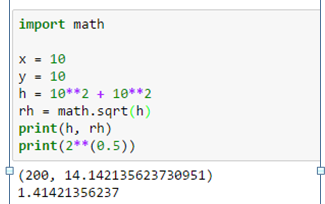 import math
x = 10
y = 10
h = 10**2 + 10**2
rh = math.sqrt(h)
print(h, rh)
print(2**(0.5))
(200, 14.142135623730951)
1.41421356237